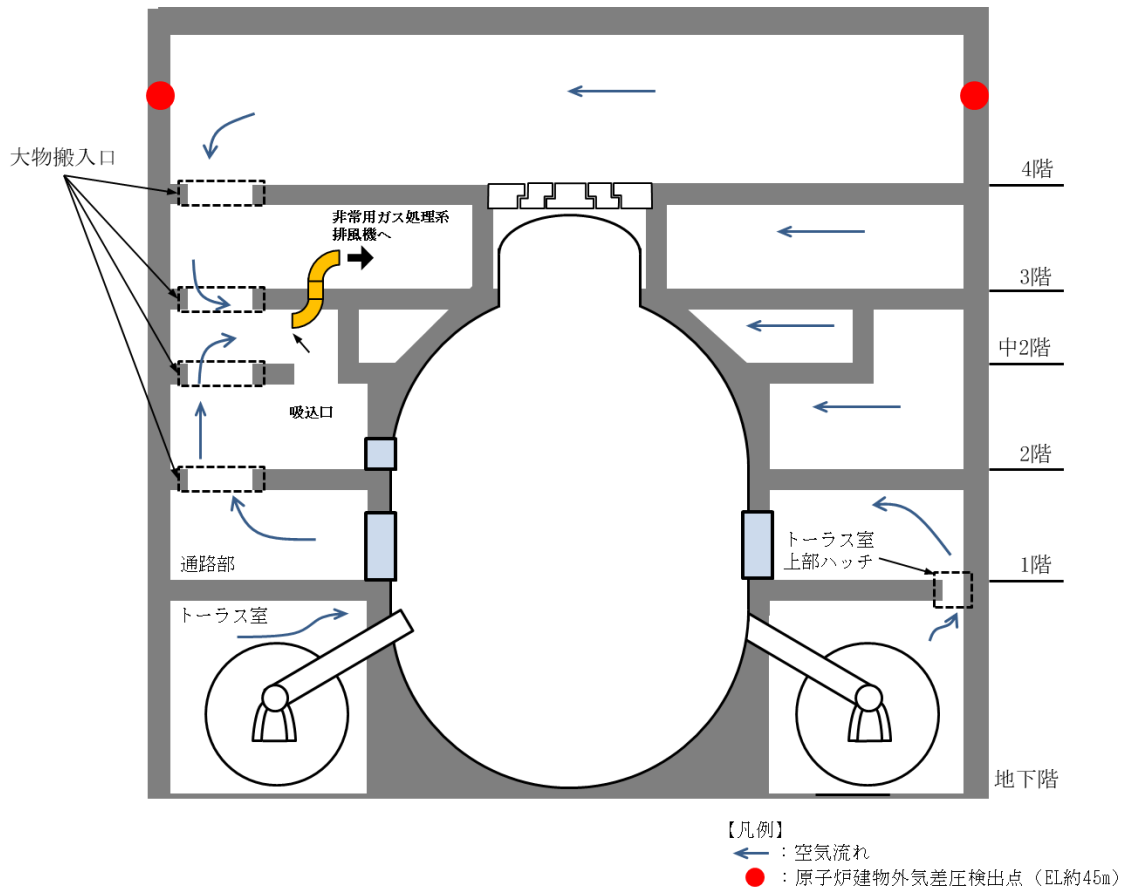 大物搬入口
4階
非常用ガス処理系
排風機へ
3階
中2階
吸込口
2階
通路部
トーラス室
上部ハッチ
1階
トーラス室
地下階
【凡例】
：空気流れ
：原子炉建物外気差圧検出点（EL約45m）